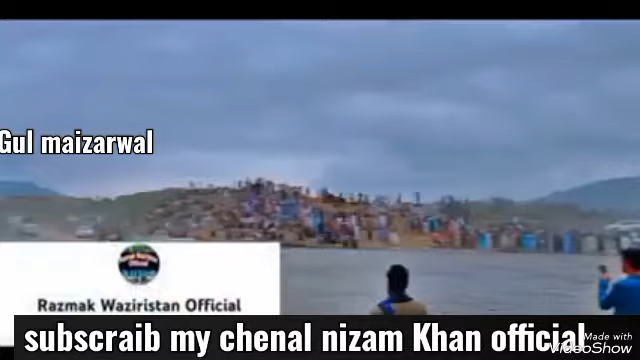 Gul maizarwal
Razmak Waziristan Official
subscraib my chenal nizam Khan official
Made with
VideoShow